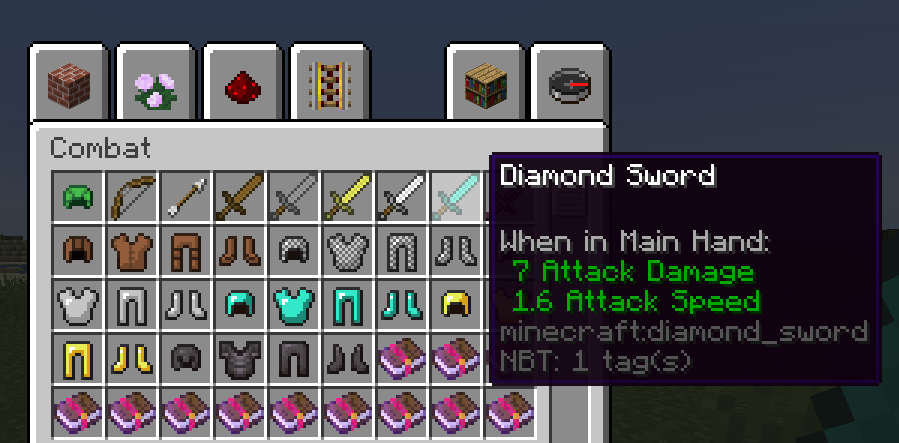 Combat
Diamond Sword
When in Main Hand:
7 Attack Damage
1.6 Attack Speed
minecraft:diamond_sword
NBT: 1 tag(s)